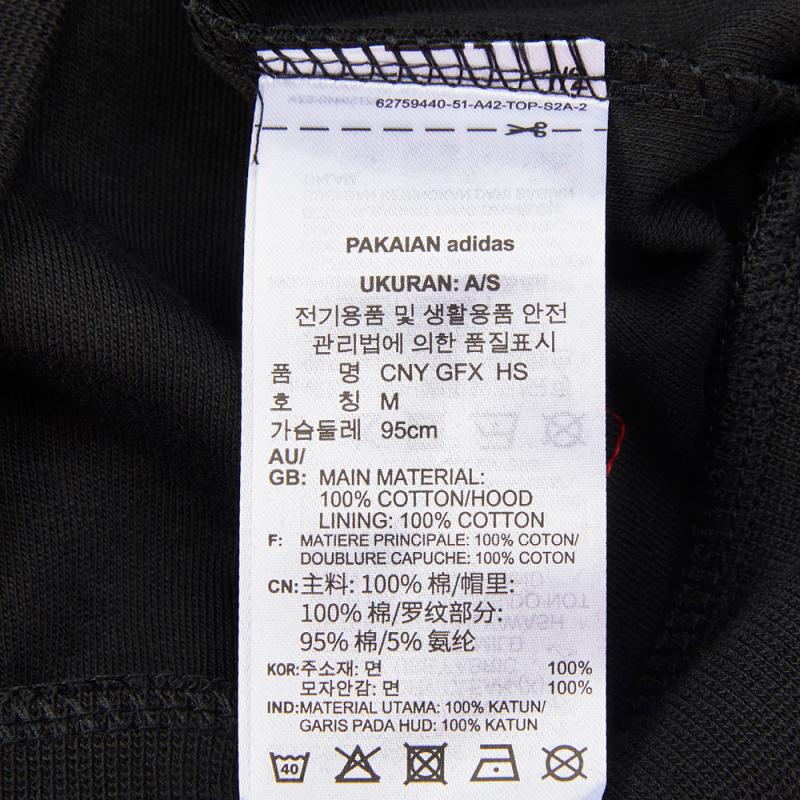 62759440-51-A42-TOP-S2A-2
PAKAIAN adidas
UKURAN: A/S
전기용품 및 생활용품 안전
관리법에 의한 품질표시
품 명 CNY GFX HS
호 칭 M
가슴둘레 95cm
AU/
GB: MAIN MATERIAL:
100% COTTON/HOOD
LINING: 100% COTTON
F: MATIERE PRINCIPALE: 100% COTON/
DOUBLURE CAPUCHE: 100% COTON
CN:主料: 100% 棉/帽里:
100% 棉/罗纹部分:
95% 棉/5% 氨纶
KOR:주소재: 면 100%
모자안감: 면 100%
IND:MATERIAL UTAMA: 100% KATUN/
GARIS PADA HUD: 100% KATUN
40